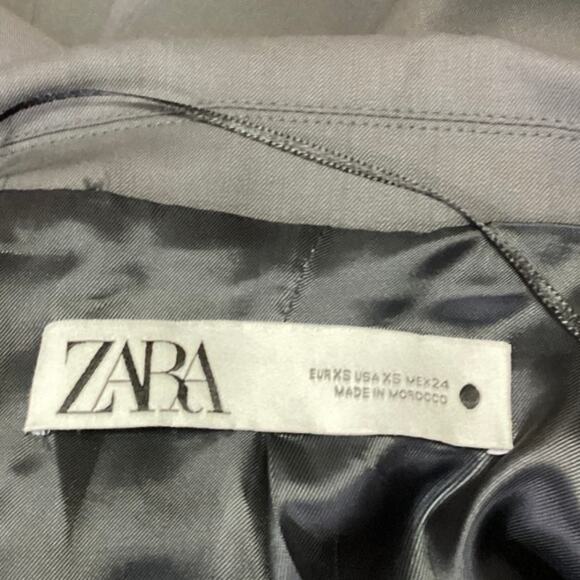 ZARA
EUR XS USA XS MEX 24
MADE IN MOROCCO